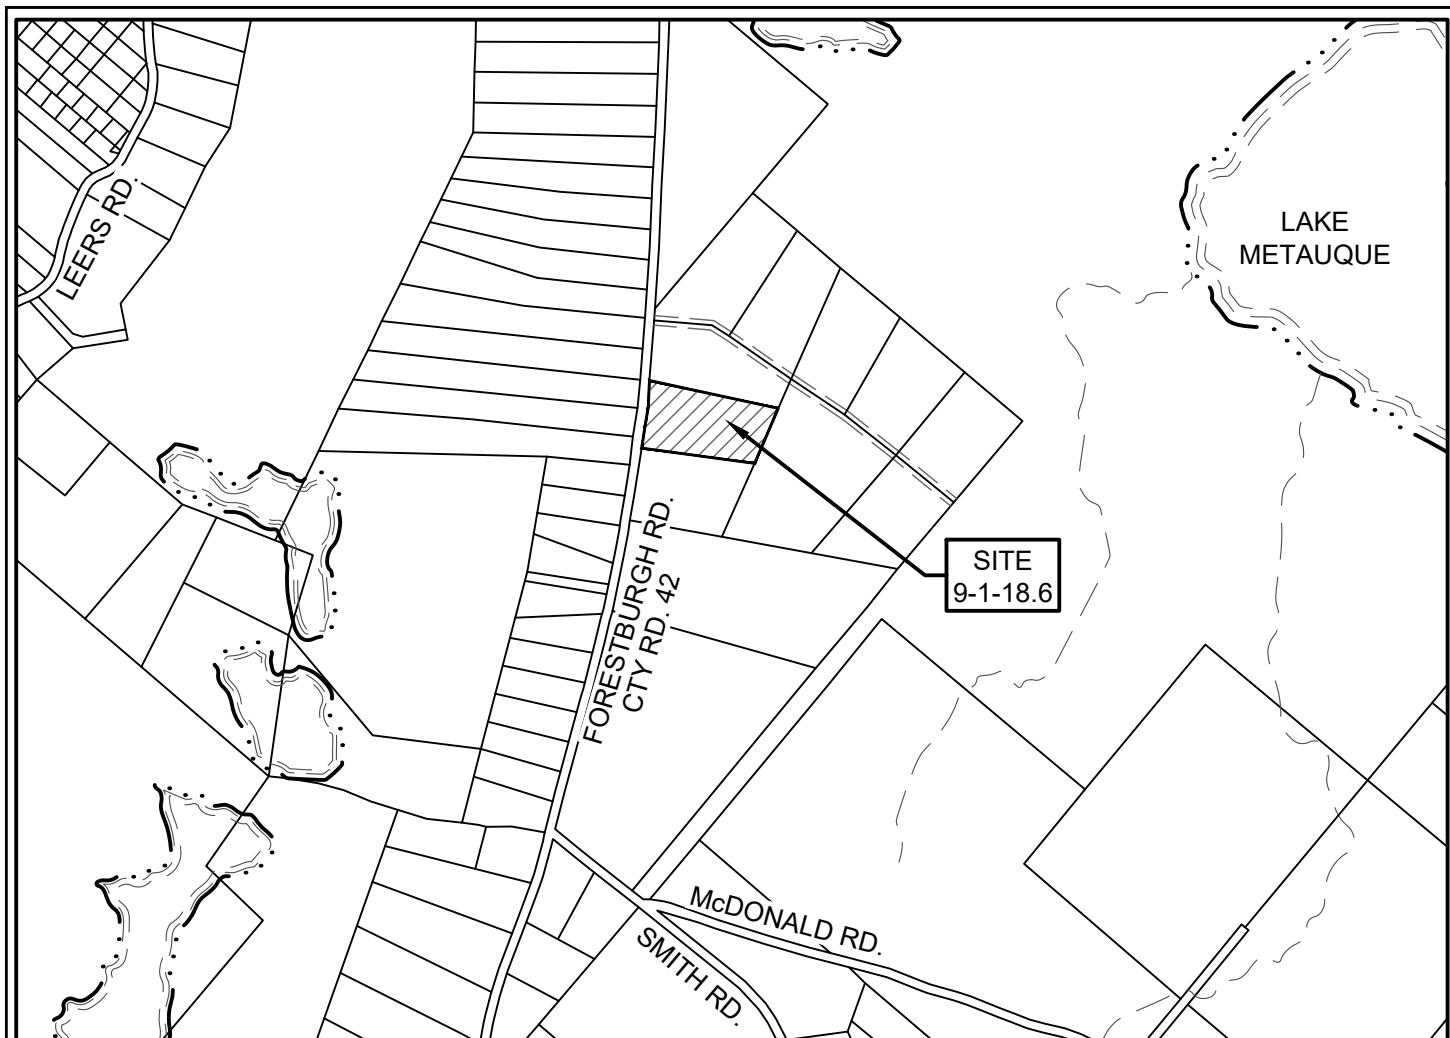 LAKE
METAUQUE
LEERS RD.
SITE
9-1-18.6
FORESTBURGH RD.
CTY RD. 42
McDONALD RD.
SMITH RD.